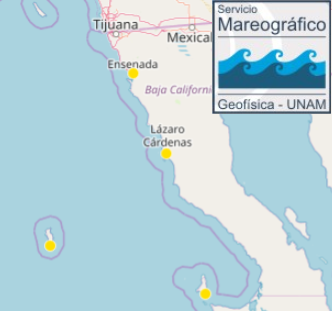 Servicio
Mareográfico
Geofísica - UNAM
Tijuana
Mexical
Ensenada
Baja Californi
Lázaro
Cárdenas